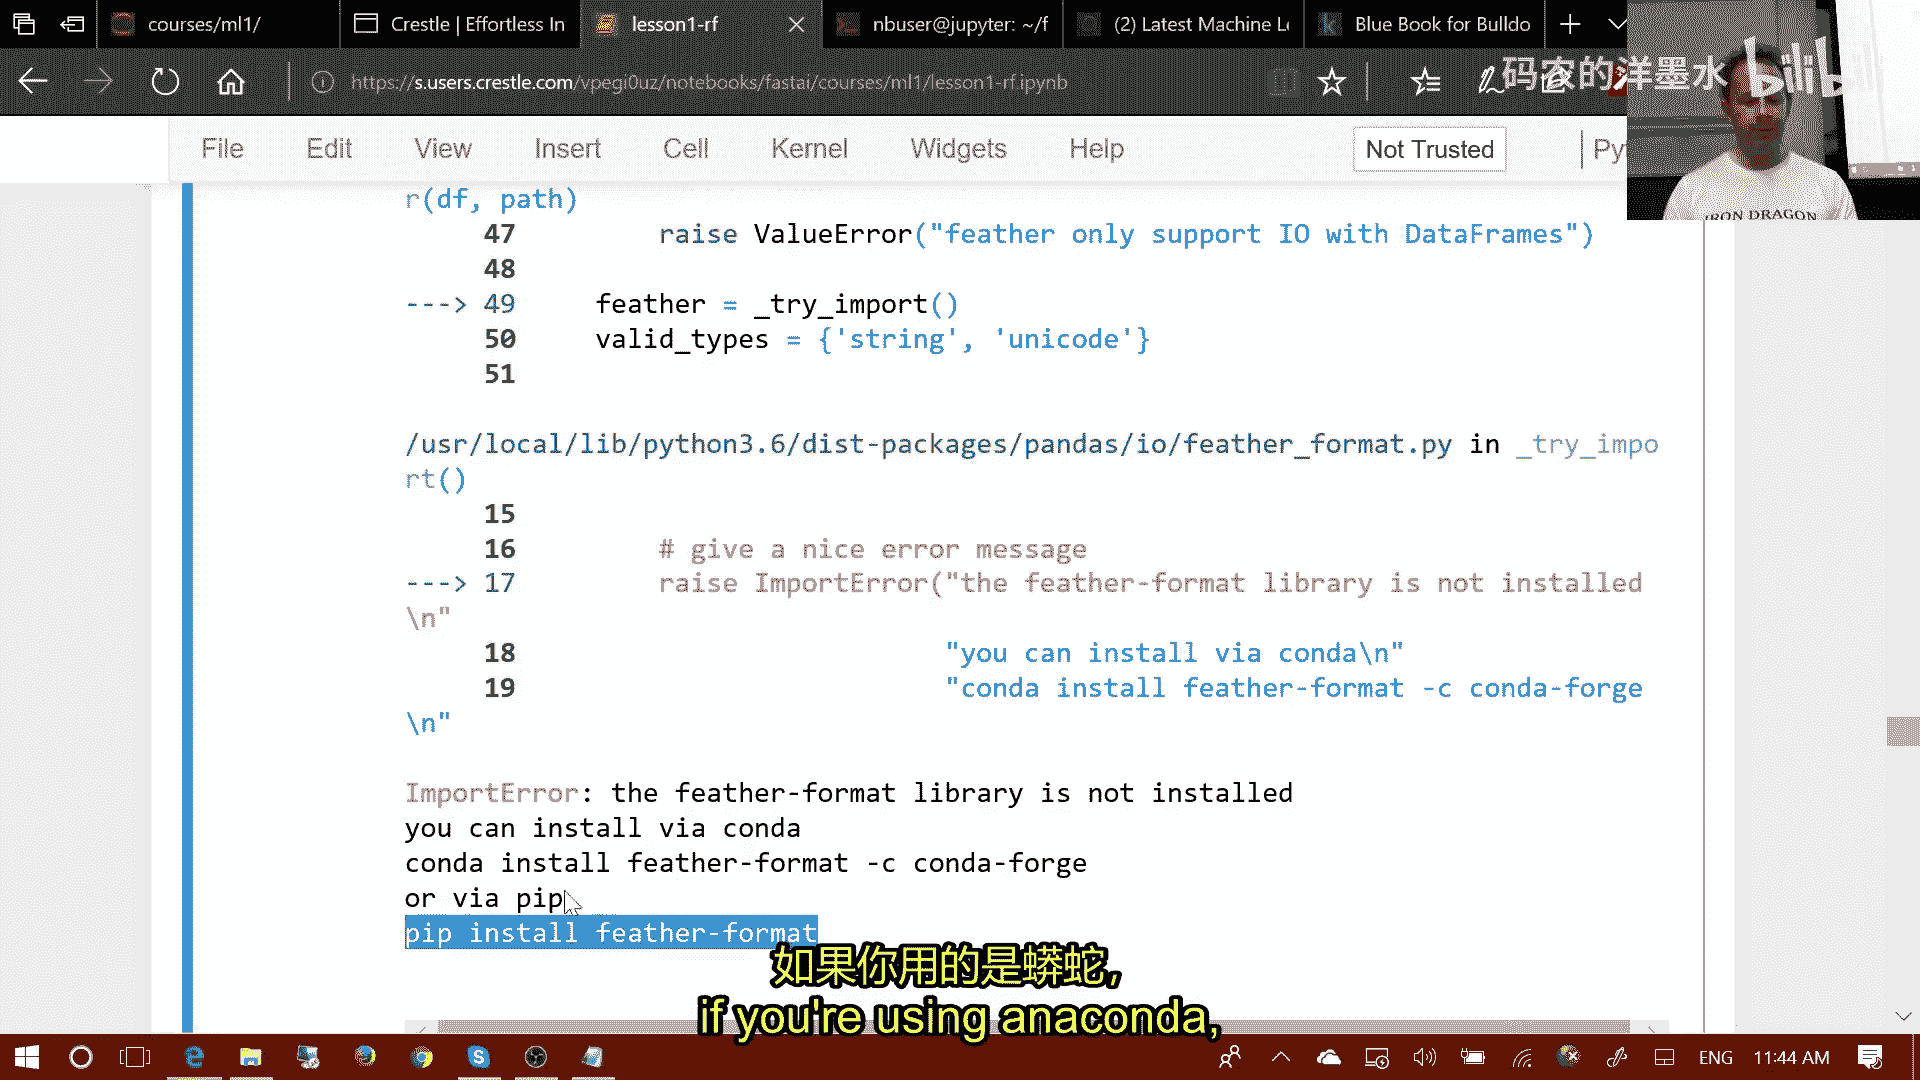 courses/ml1/
Crestle | Effortless In
lesson1-rf
nbuser@jupyter: ~/f
(2) Latest Machine Le
Blue Book for Bulldo
https://s.users.crestle.com/vpegi0uz/notebooks/fastai/courses/ml1/lesson1-rf.ipynb
码农的洋墨水
bilibili
File Edit View Insert Cell Kernel Widgets Help Not Trusted Py
IRON DRAGON
r(df, path)
47 raise ValueError("feather only support IO with DataFrames")
48
---> 49 feather = _try_import()
50 valid_types = {'string', 'unicode'}
51
/usr/local/lib/python3.6/dist-packages/pandas/io/feather_format.py in _try_impo
rt()
15
16 # give a nice error message
---> 17 raise ImportError("the feather-format library is not installed
\n"
18 "you can install via conda\n"
19 "conda install feather-format -c conda-forge
\n"
ImportError: the feather-format library is not installed
you can install via conda
conda install feather-format -c conda-forge
or via pip
pip install feather-format
如果你用的是蟒蛇,
if you're using anaconda,
ENG 11:44 AM